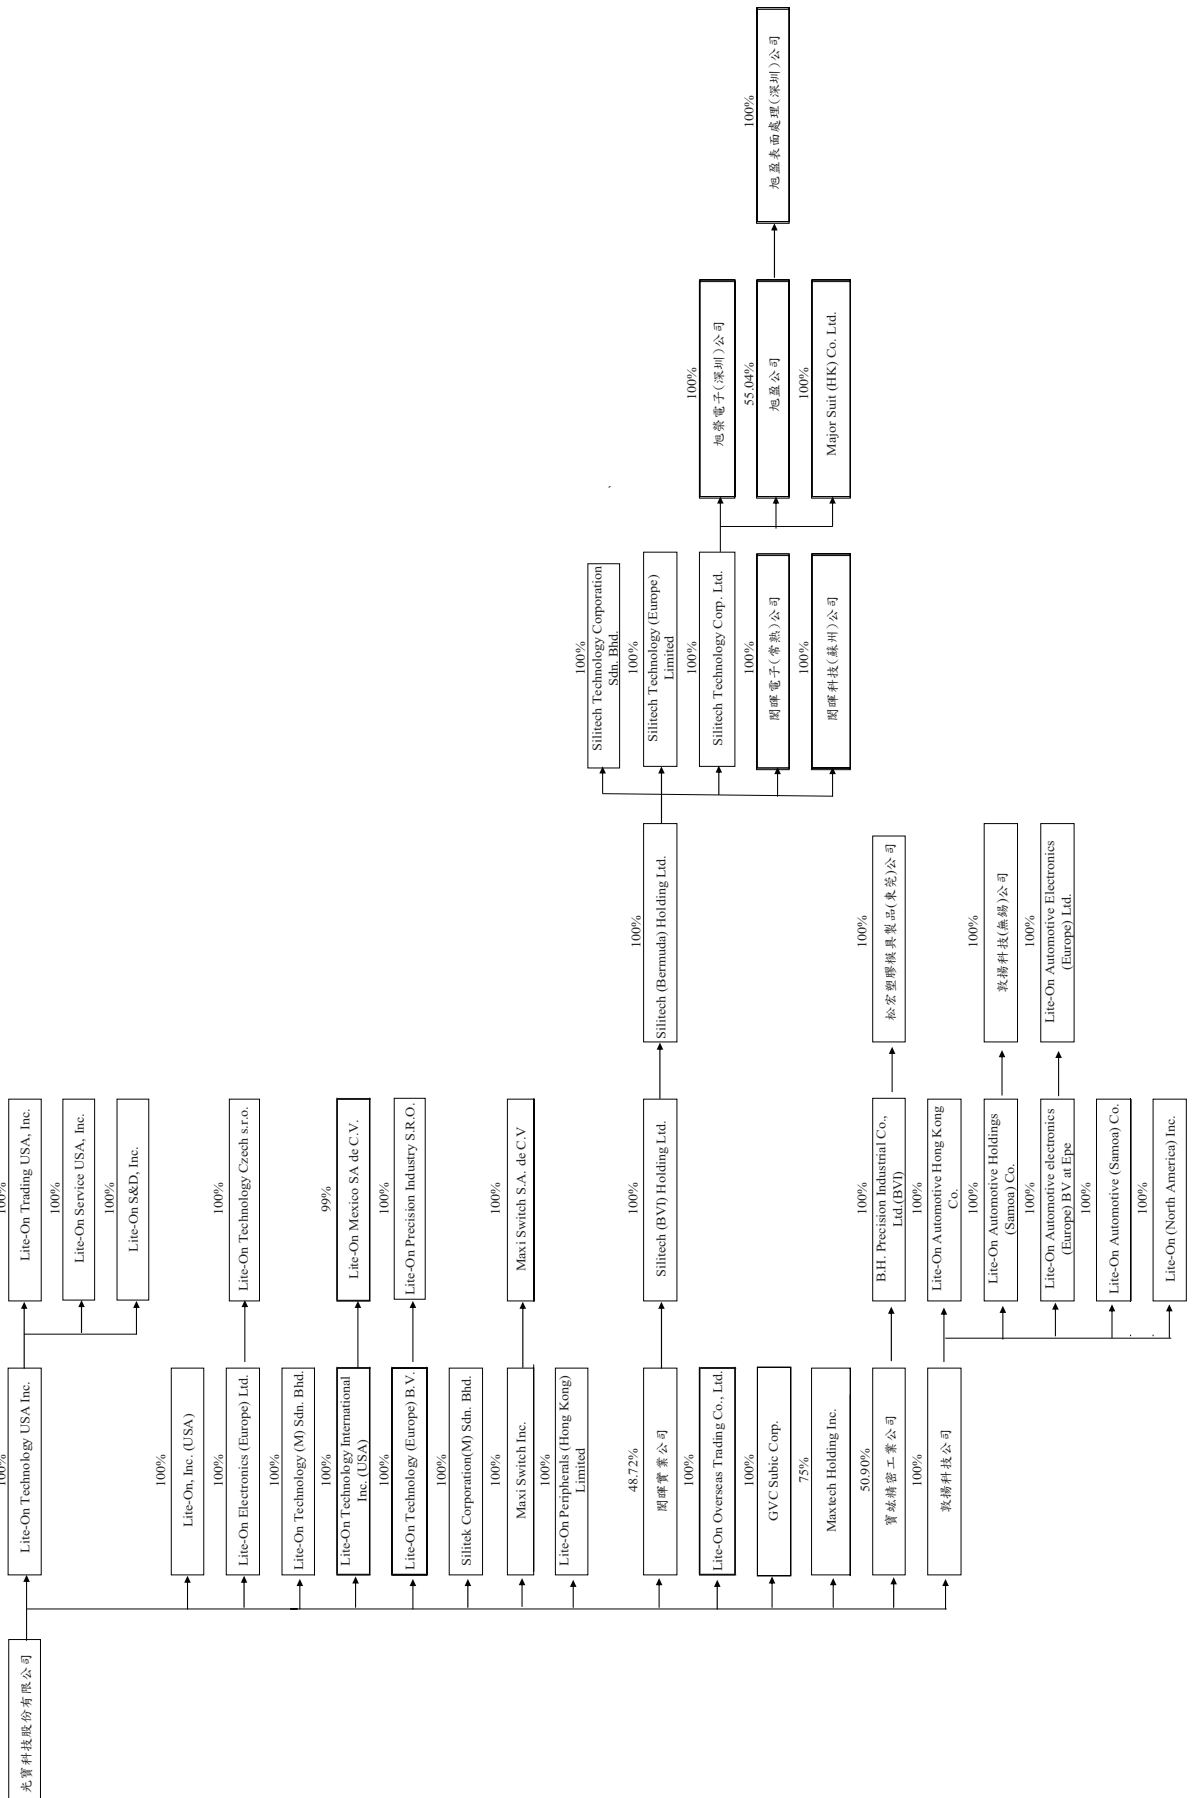 光寶科技股份有限公司
100%
Lite-On Technology USA Inc.
100%
Lite-On, Inc. (USA)
100%
Lite-On Electronics (Europe) Ltd.
100%
Lite-On Technology (M) Sdn. Bhd.
100%
Lite-On Technology International
Inc. (USA)
100%
Lite-On Technology (Europe) B.V.
100%
Silitek Corporation(M) Sdn. Bhd.
100%
Maxi Switch Inc.
100%
Lite-On Peripherals (Hong Kong)
Limited
48.72%
閎暉實業公司
100%
Lite-On Overseas Trading Co., Ltd.
100%
GVC Subic Corp.
75%
Maxtech Holding Inc.
50.90%
寶竑精密工業公司
100%
敦揚科技公司
100%
Lite-On Trading USA, Inc.
100%
Lite-On Service USA, Inc.
100%
Lite-On S&D, Inc.
100%
Lite-On Technology Czech s.r.o.
99%
Lite-On Mexico SA de C.V.
100%
Lite-On Precision Industry S.R.O.
100%
Maxi Switch S.A. de C.V
100%
Silitech (BVI) Holding Ltd.
100%
B.H. Precision Industrial Co.,
Ltd.(BVI)
100%
Lite-On Automotive Hong Kong
Co.
100%
Lite-On Automotive Holdings
(Samoa) Co.
100%
Lite-On Automotive electronics
(Europe) BV at Epe
100%
Lite-On Automotive (Samoa) Co.
100%
Lite-On (North America) Inc.
100%
Silitech (Bermuda) Holding Ltd.
100%
松宏塑膠模具製品(東莞)公司
100%
敦揚科技(無錫)公司
100%
Lite-On Automotive Electronics
(Europe) Ltd.
100%
Silitech Technology Corporation
Sdn. Bhd.
100%
Silitech Technology (Europe)
Limited
100%
Silitech Technology Corp. Ltd.
100%
閎暉電子(常熟)公司
100%
閎暉科技(蘇州)公司
100%
旭榮電子(深圳)公司
55.04%
旭盈公司
100%
Major Suit (HK) Co. Ltd.
100%
旭盈表面處理(深圳)公司